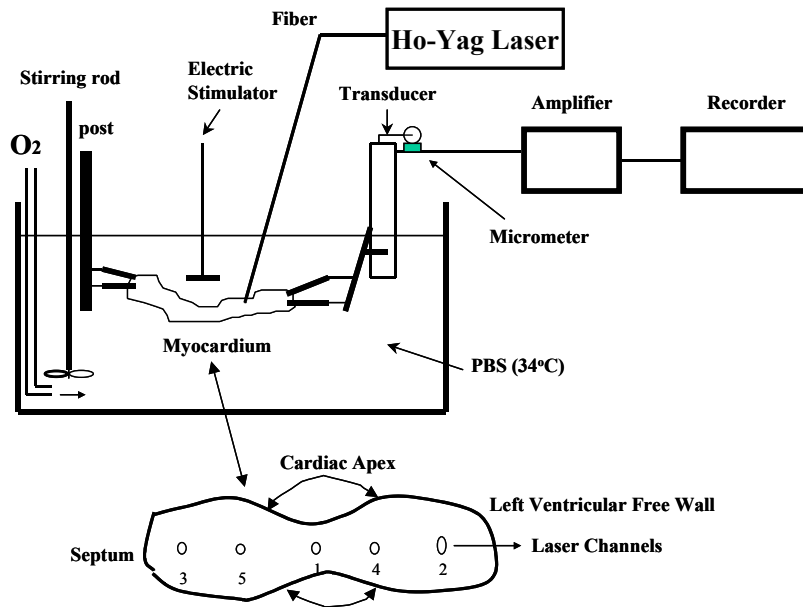 Fiber
Ho-Yag Laser
Electric
Stimulator
Stirring rod
Transducer
Amplifier
Recorder
post
O2
Micrometer
Myocardium
PBS (34oC)
Cardiac Apex
Left Ventricular Free Wall
Septum
Laser Channels
3 5 1 4 2